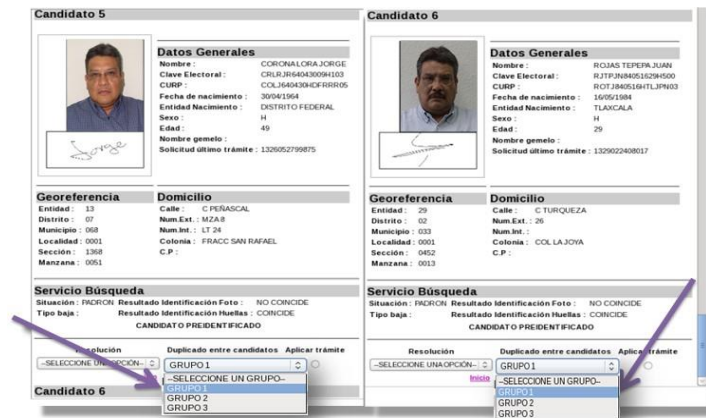 Candidato 5
Datos Generales
Nombre : CORONA LORA JORGE
Clave Electoral : CRLRJR64043009H103
CURP : COLJ640430HDFRRR05
Fecha de nacimiento : 30/04/1964
Entidad Nacimiento : DISTRITO FEDERAL
Sexo : H
Edad : 49
Nombre gemelo :
Solicitud último trámite : 1326052799875
Jorge
Georeferencia
Entidad : 13
Distrito : 07
Municipio : 068
Localidad : 0001
Sección : 1368
Manzana : 0051
Domicilio
Calle : C PEÑASCAL
Num.Ext. : MZA 8
Num.Int. : LT 24
Colonia : FRACC SAN RAFAEL
C.P :
Servicio Búsqueda
Situación : PADRON Resultado Identificación Foto : NO COINCIDE
Tipo baja : Resultado Identificación Huellas : COINCIDE
CANDIDATO PREIDENTIFICADO
Resolución Duplicado entre candidatos Aplicar trámite
--SELECCIONE UNA OPCIÓN-- GRUPO 1
--SELECCIONE UN GRUPO--
GRUPO 1
GRUPO 2
GRUPO 3
Candidato 6
Candidato 6
Datos Generales
Nombre : ROJAS TEPEPA JUAN
Clave Electoral : RJTPJN84051629H500
CURP : ROTJ840516HTLJPN03
Fecha de nacimiento : 16/05/1984
Entidad Nacimiento : TLAXCALA
Sexo : H
Edad : 29
Nombre gemelo :
Solicitud último trámite : 1329022408017
Georeferencia
Entidad : 29
Distrito : 02
Municipio : 033
Localidad : 0001
Sección : 0452
Manzana : 0013
Domicilio
Calle : C TURQUEZA
Num.Ext. : 26
Num.Int. :
Colonia : COL LA JOYA
C.P :
Servicio Búsqueda
Situación : PADRON Resultado Identificación Foto : NO COINCIDE
Tipo baja : Resultado Identificación Huellas : COINCIDE
CANDIDATO PREIDENTIFICADO
Resolución Duplicado entre candidatos Aplicar trámite
--SELECCIONE UNA OPCIÓN-- GRUPO 1
Inicio
--SELECCIONE UN GRUPO--
GRUPO 1
GRUPO 2
GRUPO 3